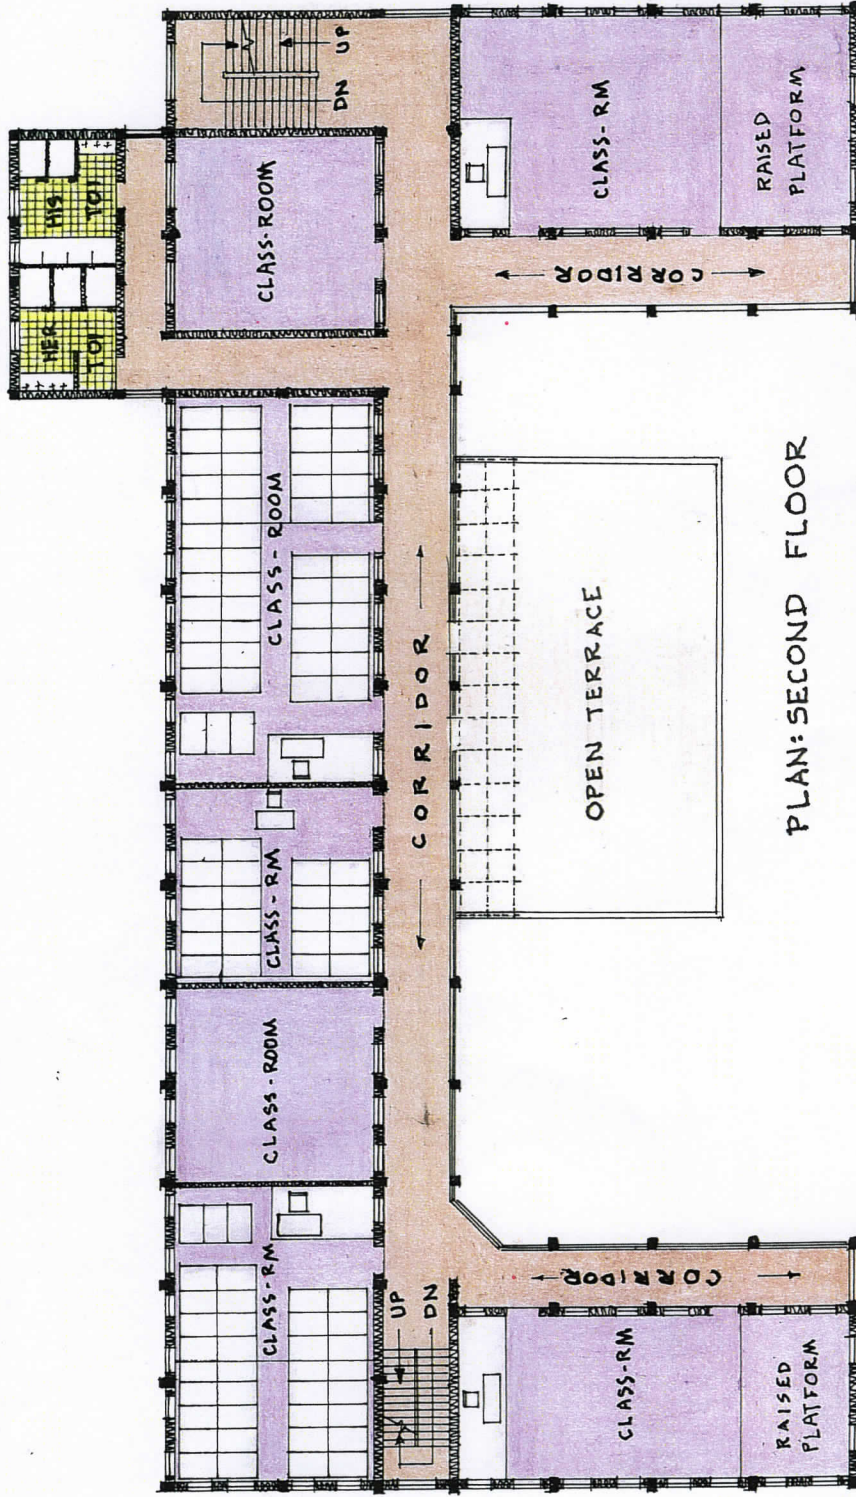 HER
TOI
HIS
TOI
CLASS-RM
CLASS-ROOM
CLASS-RM
CLASS-ROOM
CLASS-ROOM
DN UP
UP
DN
CORRIDOR
CLASS-RM
CORRIDOR
OPEN TERRACE
CORRIDOR
CLASS-RM
RAISED
PLATFORM
RAISED
PLATFORM
PLAN: SECOND FLOOR